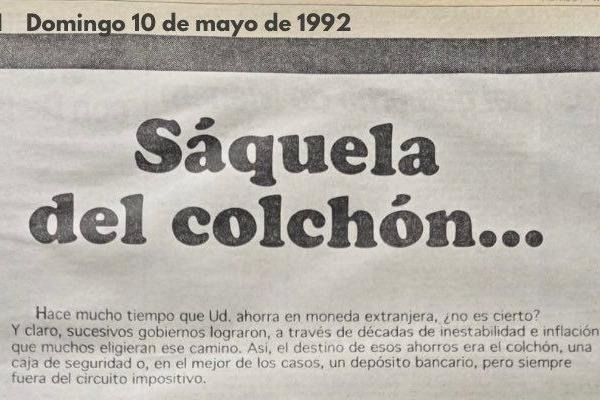 Domingo 10 de mayo de 1992
Sáquela
del colchón...
Hace mucho tiempo que Ud. ahorra en moneda extranjera, ¿no es cierto?
Y claro, sucesivos gobiernos lograron, a través de décadas de inestabilidad e inflación
que muchos eligieran ese camino. Así, el destino de esos ahorros era el colchón, una
caja de seguridad o, en el mejor de los casos, un depósito bancario, pero siempre
fuera del circuito impositivo.